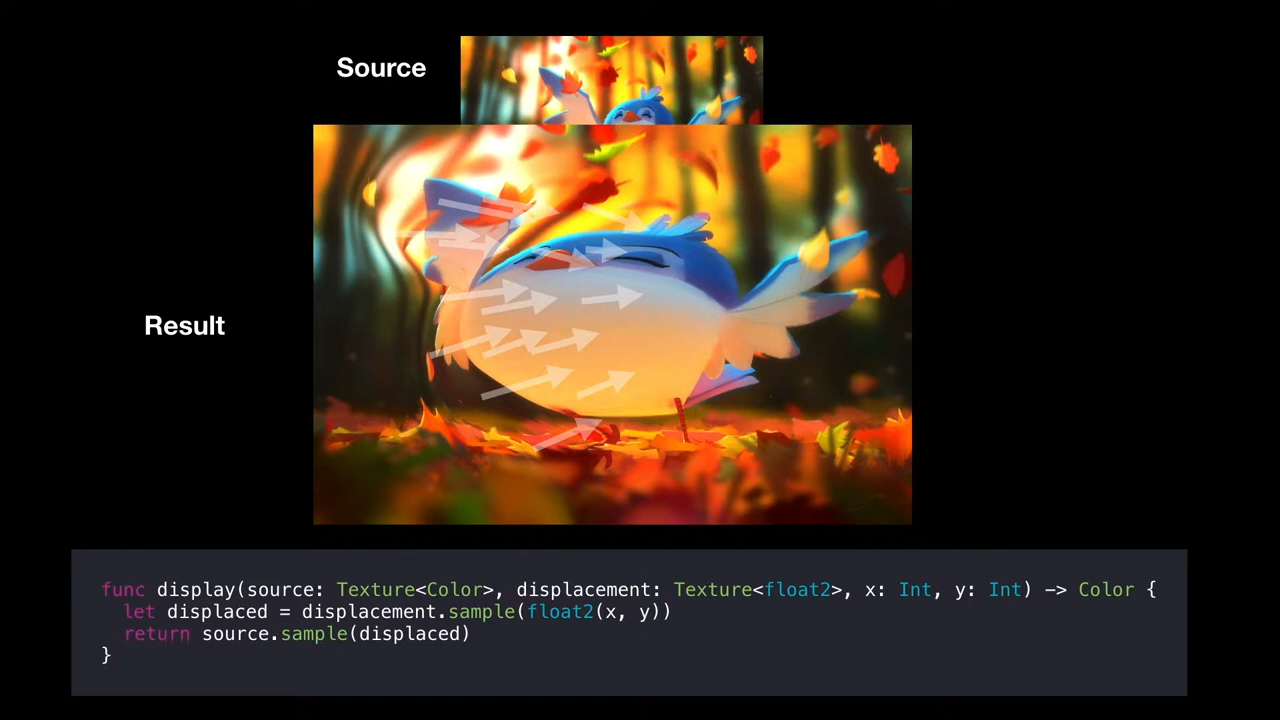 Source
Result
func display(source: Texture<Color>, displacement: Texture<float2>, x: Int, y: Int) -> Color {
  let displaced = displacement.sample(float2(x, y))
  return source.sample(displaced)
}